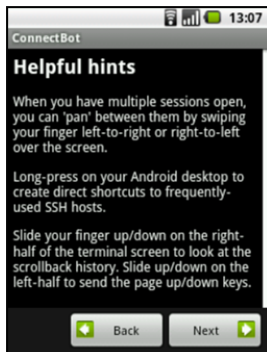 13:07
ConnectBot
Helpful hints
When you have multiple sessions open,
you can 'pan' between them by swiping
your finger left-to-right or right-to-left
over the screen.
Long-press on your Android desktop to
create direct shortcuts to frequently-
used SSH hosts.
Slide your finger up/down on the right-
half of the terminal screen to look at the
scrollback history. Slide up/down on the
left-half to send the page up/down keys.
Back
Next